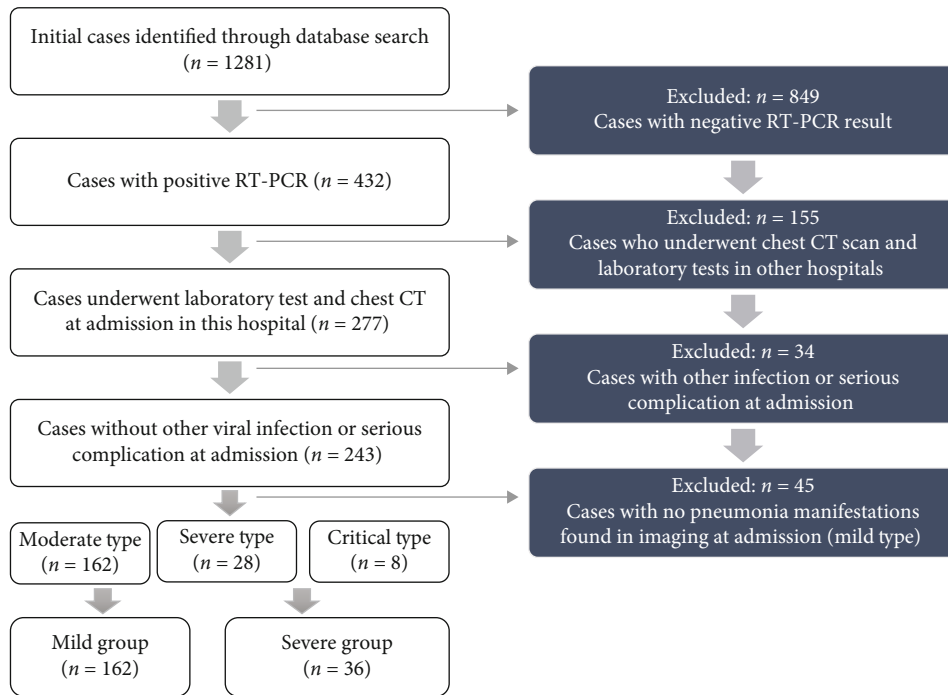 Initial cases identified through database search
(n = 1281)
Excluded: n = 849
Cases with negative RT-PCR result
Cases with positive RT-PCR (n = 432)
Excluded: n = 155
Cases who underwent chest CT scan and
laboratory tests in other hospitals
Cases underwent laboratory test and chest CT
at admission in this hospital (n = 277)
Excluded: n = 34
Cases with other infection or serious
complication at admission
Cases without other viral infection or serious
complication at admission (n = 243)
Excluded: n = 45
Cases with no pneumonia manifestations
found in imaging at admission (mild type)
Moderate type
(n = 162)
Severe type
(n = 28)
Critical type
(n = 8)
Mild group
(n = 162)
Severe group
(n = 36)